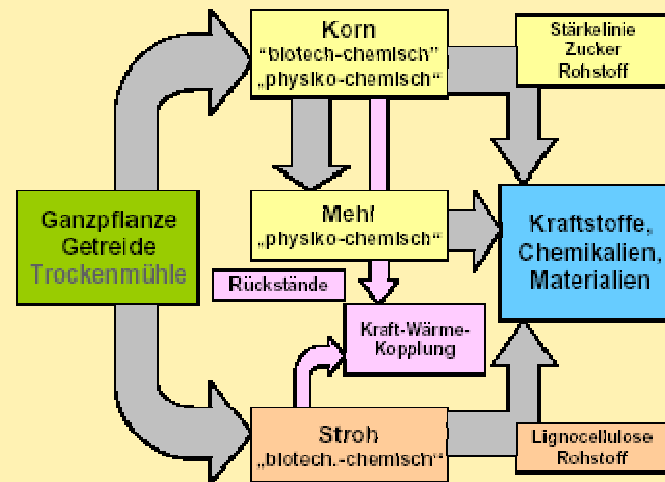 Korn
“biotech-chemisch”
„physiko-chemisch“
Stärkelinie
Zucker
Rohstoff
Ganzpflanze
Getreide
Trockenmühle
Mehl
„physiko-chemisch“
Kraftstoffe,
Chemikalien,
Materialien
Rückstände
Kraft-Wärme-
Kopplung
Stroh
„biotech.-chemisch“
Lignocellulose
Rohstoff